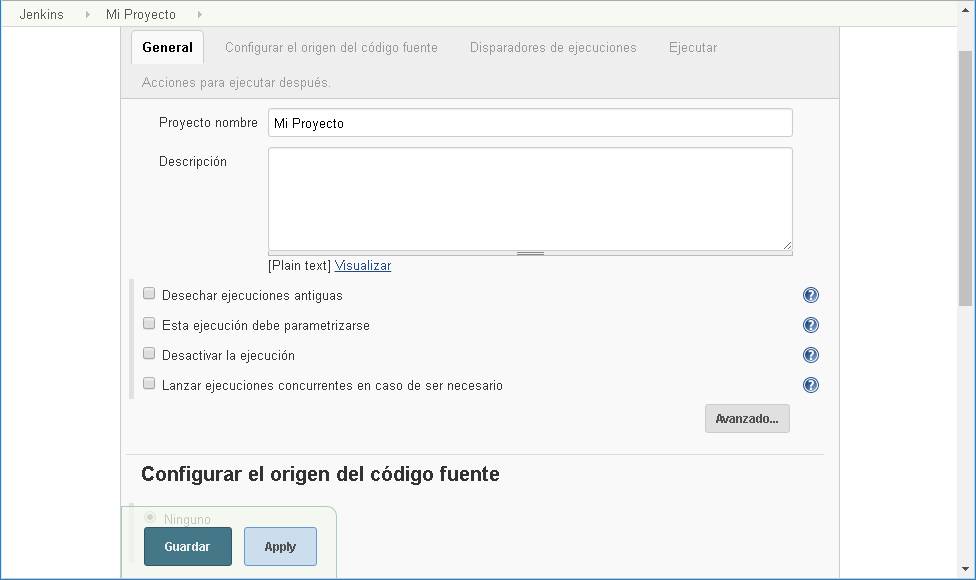 Jenkins Mi Proyecto
General Configurar el origen del código fuente Disparadores de ejecuciones Ejecutar
Acciones para ejecutar después.
Proyecto nombre Mi Proyecto
Descripción
[Plain text] Visualizar
Desechar ejecuciones antiguas
Esta ejecución debe parametrizarse
Desactivar la ejecución
Lanzar ejecuciones concurrentes en caso de ser necesario
Avanzado...
Configurar el origen del código fuente
Ninguno
Guardar Apply